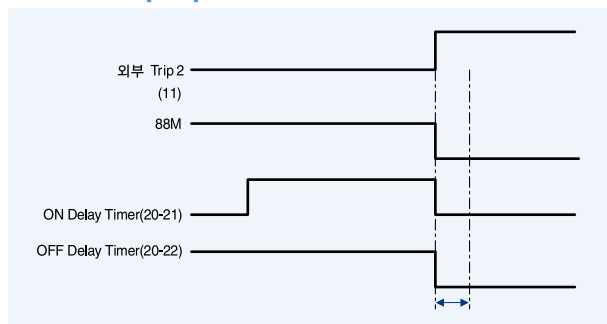 외부 Trip 2
(11)
88M
ON Delay Timer(20-21)
OFF Delay Timer(20-22)